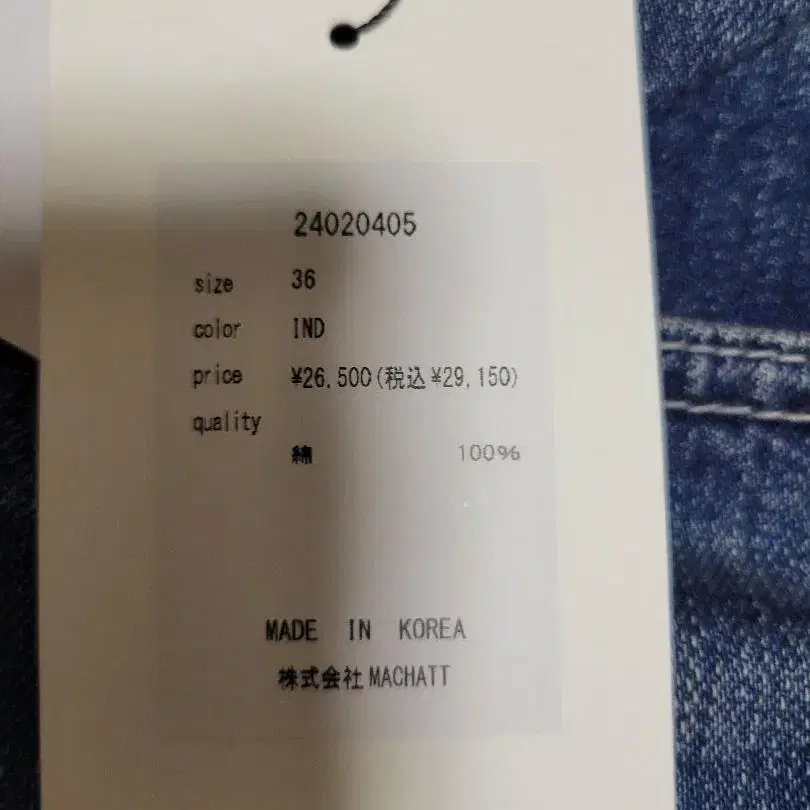 24020405
size 36
color IND
price ¥26,500(税込¥29,150)
quality
綿 100%
MADE IN KOREA
株式会社MACHATT